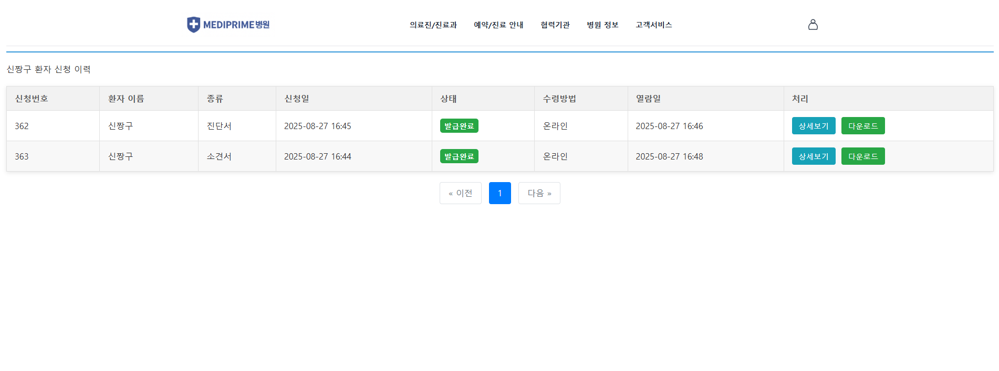 MEDIPRIME병원 의료진/진료과 예약/진료 안내 협력기관 병원 정보 고객서비스
신짱구 환자 신청 이력
신청번호 환자 이름 종류 신청일 상태 수령방법 열람일 처리
362 신짱구 진단서 2025-08-27 16:45 발급완료 온라인 2025-08-27 16:46 상세보기 다운로드
363 신짱구 소견서 2025-08-27 16:44 발급완료 온라인 2025-08-27 16:48 상세보기 다운로드
« 이전 1 다음 »